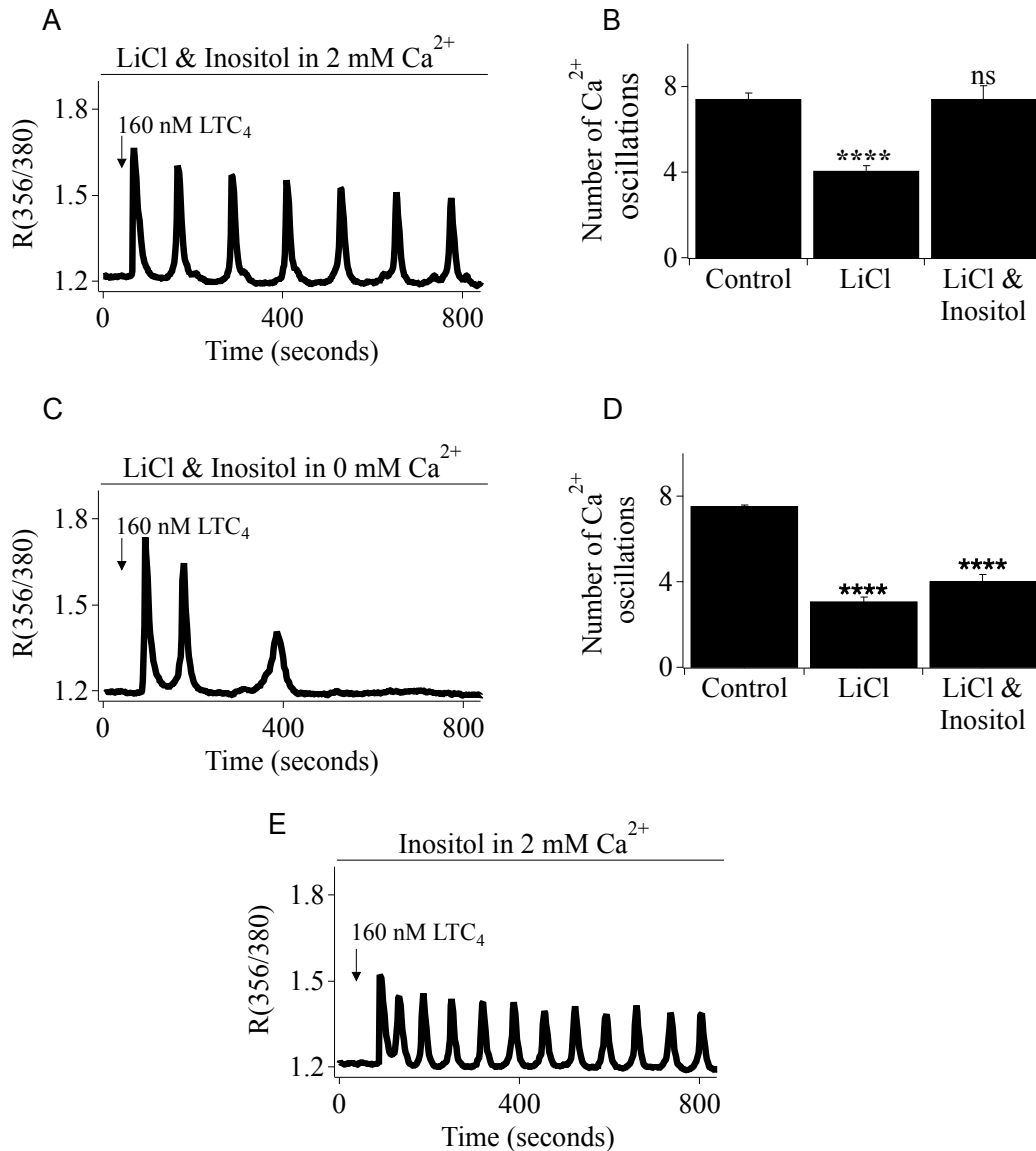 A
LiCl & Inositol in 2 mM Ca²⁺
R(356/380)
1.8
1.5
1.2
160 nM LTC₄
0 400 800
Time (seconds)
B
Number of Ca²⁺
oscillations
8
4
0
****
ns
Control LiCl LiCl &
Inositol
C
LiCl & Inositol in 0 mM Ca²⁺
R(356/380)
1.8
1.5
1.2
160 nM LTC₄
0 400 800
Time (seconds)
D
Number of Ca²⁺
oscillations
8
4
0
****
****
Control LiCl LiCl &
Inositol
E
Inositol in 2 mM Ca²⁺
R(356/380)
1.8
1.5
1.2
160 nM LTC₄
0 400 800
Time (seconds)